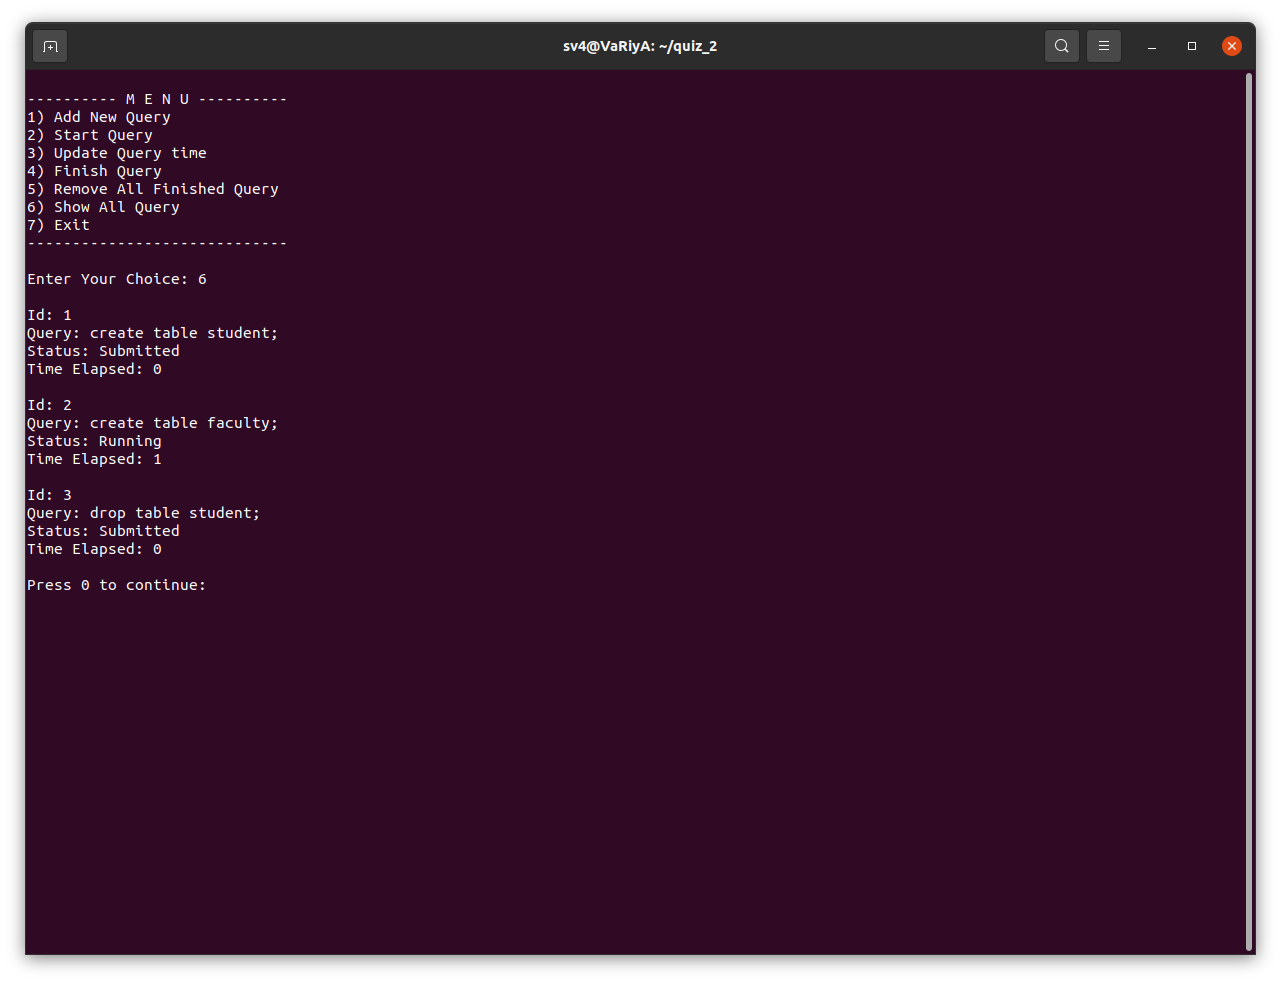 sv4@VaRiyA: ~/quiz_2
---------- M E N U ----------
1) Add New Query
2) Start Query
3) Update Query time
4) Finish Query
5) Remove All Finished Query
6) Show All Query
7) Exit
-----------------------------
Enter Your Choice: 6
Id: 1
Query: create table student;
Status: Submitted
Time Elapsed: 0
Id: 2
Query: create table faculty;
Status: Running
Time Elapsed: 1
Id: 3
Query: drop table student;
Status: Submitted
Time Elapsed: 0
Press 0 to continue: